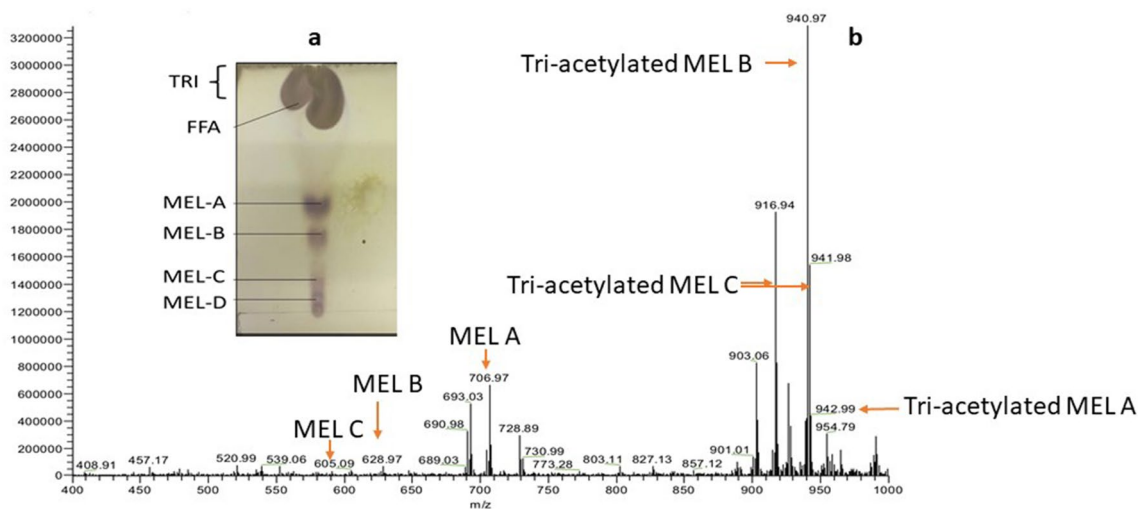 a
b
TRI
FFA
MEL-A
MEL-B
MEL-C
MEL-D
3200000
3000000
2800000
2600000
2400000
2200000
2000000
1800000
1600000
1400000
1200000
1000000
800000
600000
400000
200000
0
940.97
Tri-acetylated MEL B
916.94
941.98
Tri-acetylated MEL C
903.06
942.99
Tri-acetylated MEL A
954.79
901.01
MEL A
706.97
693.03
690.98
728.89
730.99
689.03
773.28
803.11
827.13
857.12
MEL B
628.97
MEL C
605.09
408.91
457.17
520.99
539.06
400 450 500 550 600 650 700 750 800 850 900 950 1000
m/z